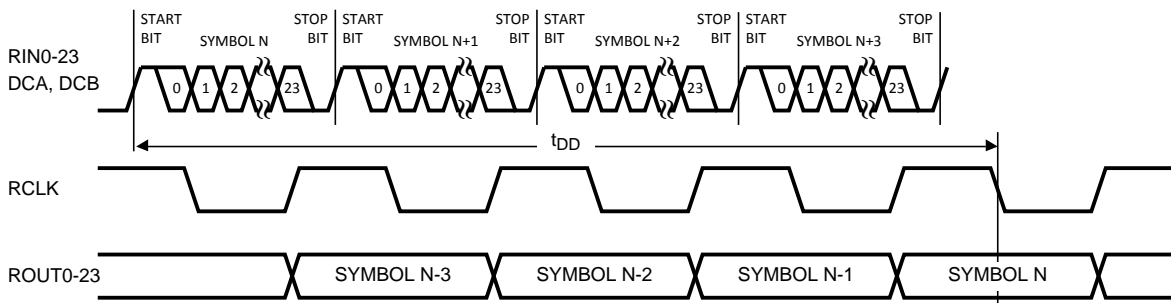 START BIT
STOP BIT
START BIT
STOP BIT
START BIT
STOP BIT
START BIT
STOP BIT
SYMBOL N
SYMBOL N+1
SYMBOL N+2
SYMBOL N+3
RIN0-23
DCA, DCB
0 1 2 23
0 1 2 23
0 1 2 23
0 1 2 23
tDD
RCLK
ROUT0-23
SYMBOL N-3
SYMBOL N-2
SYMBOL N-1
SYMBOL N